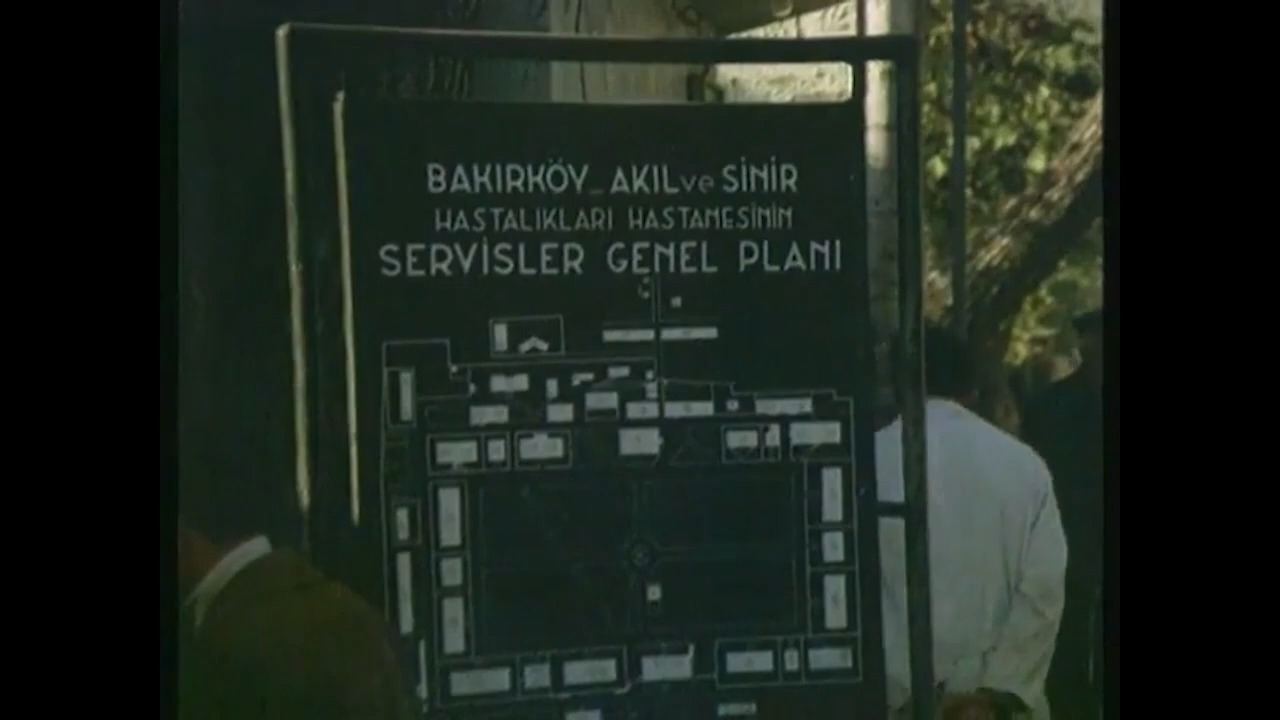 BAKIRKÖY_AKIL ve SİNİR
HASTALIKLARI HASTANESİNİN
SERVİSLER GENEL PLANI